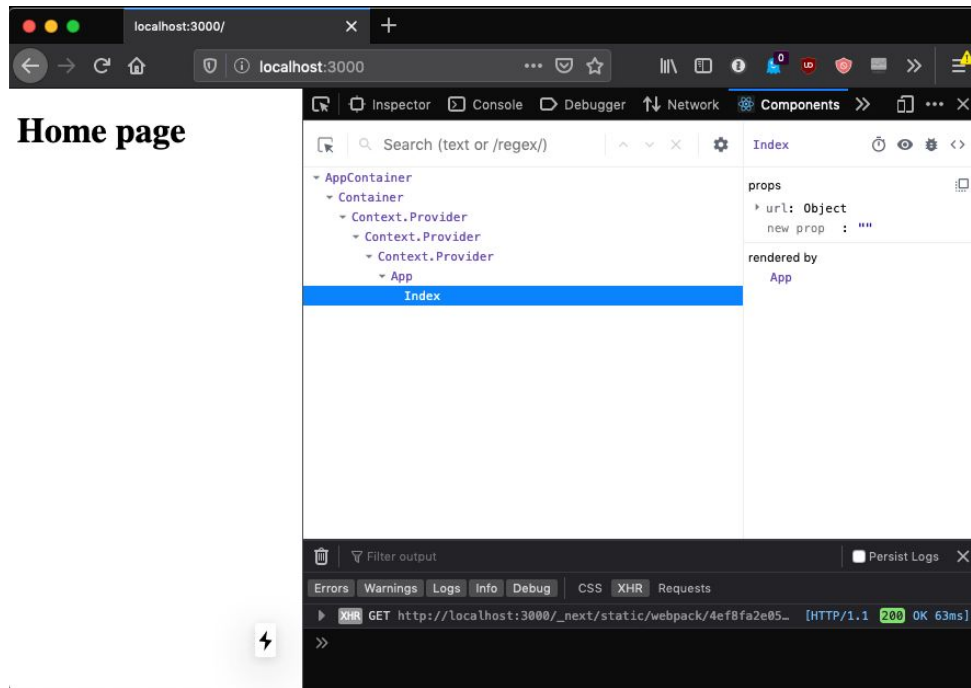 localhost:3000/
localhost:3000
0
UD
Home page
Inspector Console Debugger Network Components
Search (text or /regex/)
Index
AppContainer
Container
Context.Provider
Context.Provider
Context.Provider
App
Index
props
url: Object
new prop : ""
rendered by
App
Filter output
Persist Logs
Errors Warnings Logs Info Debug CSS XHR Requests
XHR GET http://localhost:3000/_next/static/webpack/4ef8fa2e05… [HTTP/1.1 200 OK 63ms]